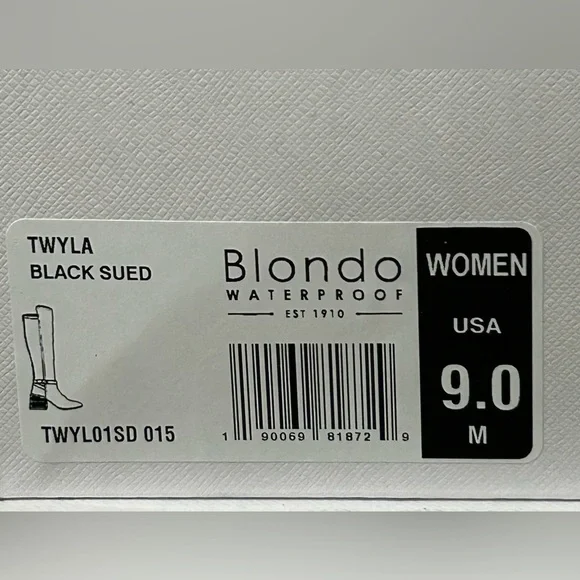 TWYLA
BLACK SUED
TWYL01SD 015
Blondo
WATERPROOF
EST 1910
1 90069 81872 9
WOMEN
USA
9.0
M